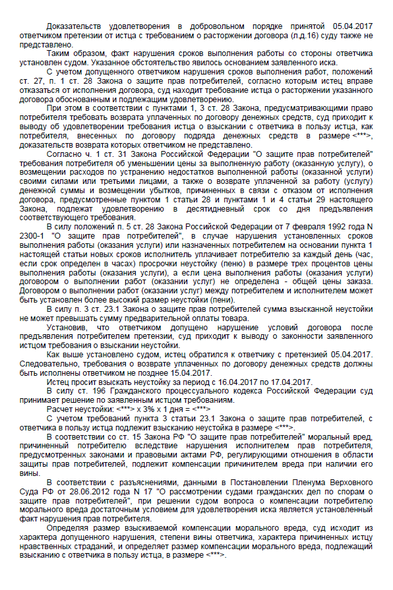 Доказательств удовлетворения в добровольном порядке принятой 05.04.2017
ответчиком претензии от истца с требованием о расторжении договора (л.д.16) суду также не
представлено.
Таким образом, факт нарушения сроков выполнения работы со стороны ответчика
установлен судом. Указанное обстоятельство явилось основанием заявленного иска.
С учетом допущенного ответчиком нарушения сроков выполнения работ, положений
ст. 27, п. 1 ст. 28 Закона о защите прав потребителей, согласно которым истец вправе
отказаться от исполнения договора, суд находит требование истца о расторжении указанного
договора обоснованным и подлежащим удовлетворению.
При этом в соответствии с пунктами 1, 3 ст. 28 Закона, предусматривающими право
потребителя требовать возврата уплаченных по договору денежных средств, суд приходит к
выводу об удовлетворении требования истца о взыскании с ответчика в пользу истца, как
потребителя, внесенных по договору подряда денежных средств в размере <***>,
доказательств возврата которых ответчиком не представлено.
Согласно ч. 1 ст. 31 Закона Российской Федерации "О защите прав потребителей"
требования потребителя об уменьшении цены за выполненную работу (оказанную услугу), о
возмещении расходов по устранению недостатков выполненной работы (оказанной услуги)
своими силами или третьими лицами, а также о возврате уплаченной за работу (услугу)
денежной суммы и возмещении убытков, причиненных в связи с отказом от исполнения
договора, предусмотренные пунктом 1 статьи 28 и пунктами 1 и 4 статьи 29 настоящего
Закона, подлежат удовлетворению в десятидневный срок со дня предъявления
соответствующего требования.
В силу положений п. 5 ст. 28 Закона Российской Федерации от 7 февраля 1992 года N
2300-1 "О защите прав потребителей", в случае нарушения установленных сроков
выполнения работы (оказания услуги) или назначенных потребителем на основании пункта 1
настоящей статьи новых сроков исполнитель уплачивает потребителю за каждый день (час,
если срок определен в часах) просрочки неустойку (пеню) в размере трех процентов цены
выполнения работы (оказания услуги), а если цена выполнения работы (оказания услуги)
договором о выполнении работ (оказании услуг) не определена - общей цены заказа.
Договором о выполнении работ (оказании услуг) между потребителем и исполнителем может
быть установлен более высокий размер неустойки (пени).
В силу п. 3 ст. 23.1 Закона о защите прав потребителей сумма взысканной неустойки
не может превышать сумму предварительной оплаты товара.
Установив, что ответчиком допущено нарушение условий договора после
предъявления потребителем претензии, суд приходит к выводу о законности заявленного
истцом требования о взыскании неустойки.
Как выше установлено судом, истец обратился к ответчику с претензией 05.04.2017.
Следовательно, требования о возврате уплаченных по договору денежных средств должны
быть исполнены ответчиком не позднее 15.04.2017.
Истец просит взыскать неустойку за период с 16.04.2017 по 17.04.2017.
В силу ст. 196 Гражданского процессуального кодекса Российской Федерации суд
принимает решение по заявленным истцом требованиям.
Расчет неустойки: <***> x 3% x 1 дня = <***>
С учетом требований пункта 3 статьи 23.1 Закона о защите прав потребителей, с
ответчика в пользу истца подлежит взысканию неустойка в размере <***>.
В соответствии со ст. 15 Закона РФ "О защите прав потребителей" моральный вред,
причиненный потребителю вследствие нарушения исполнителем прав потребителя,
предусмотренных законами и правовыми актами РФ, регулирующими отношения в области
защиты прав потребителей, подлежит компенсации причинителем вреда при наличии его
вины.
В соответствии с разъяснениями, данными в Постановлении Пленума Верховного
Суда РФ от 28.06.2012 года N 17 "О рассмотрении судами гражданских дел по спорам о
защите прав потребителей", при решении судом вопроса о компенсации потребителю
морального вреда достаточным условием для удовлетворения иска является установленный
факт нарушения прав потребителя.
Определяя размер взыскиваемой компенсации морального вреда, суд исходит из
характера допущенного нарушения, степени вины ответчика, характера причиненных истцу
нравственных страданий, и определяет размер компенсации морального вреда, подлежащий
взысканию с ответчика в пользу истца, в размере <***>.